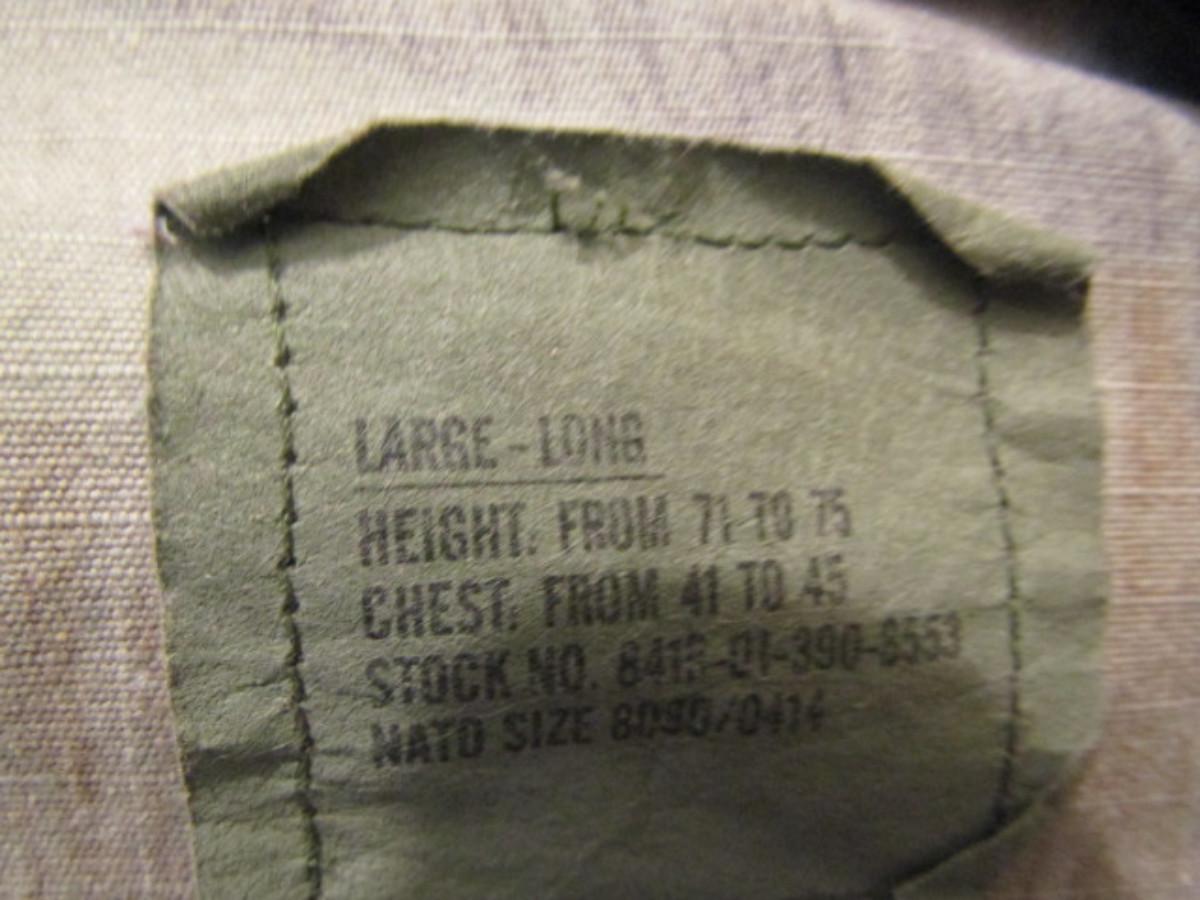 LARGE - LONG
HEIGHT: FROM 71 TO 75
CHEST: FROM 41 TO 45
STOCK NO. 8415-01-390-8553
NATO SIZE 8090/0414